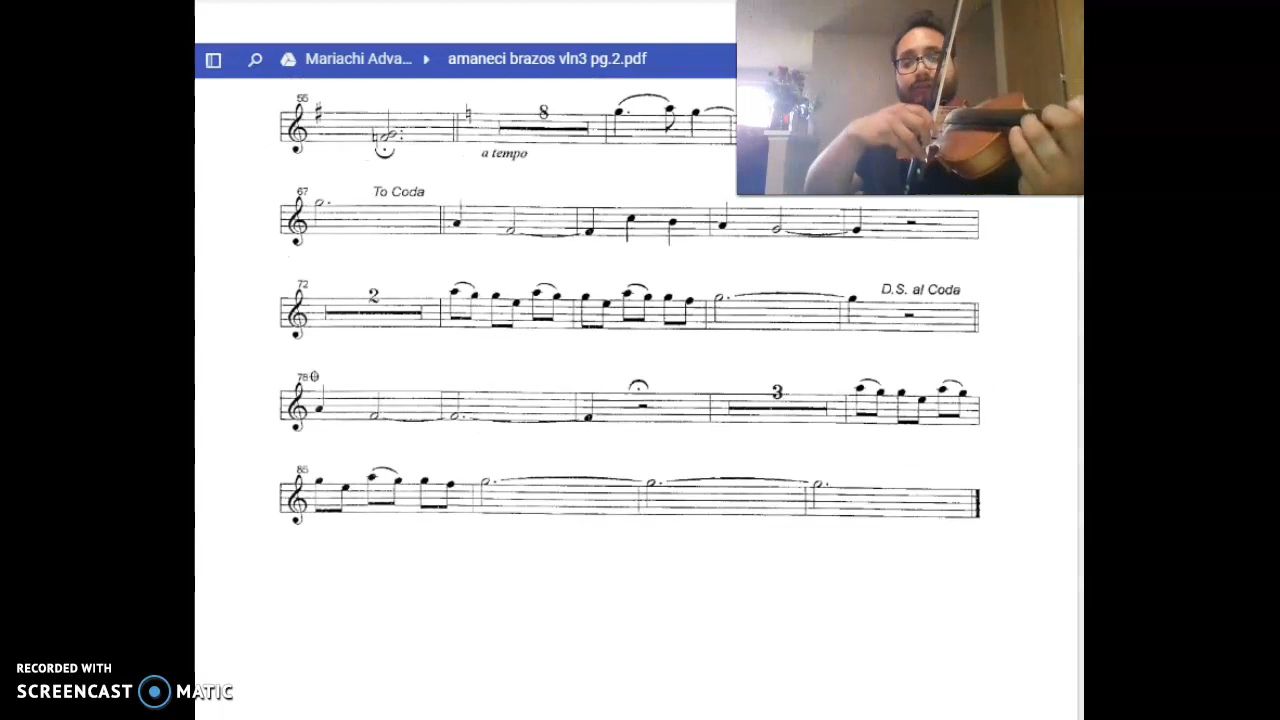 Mariachi Adva... amaneci brazos vln3 pg.2.pdf
55
8
a tempo
67
To Coda
72
2
D.S. al Coda
78
3
85
RECORDED WITH
SCREENCAST MATIC